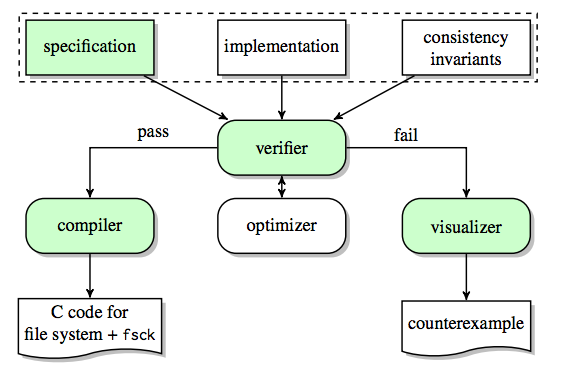 specification
implementation
consistency
invariants
pass
verifier
fail
compiler
optimizer
visualizer
C code for
file system + fsck
counterexample